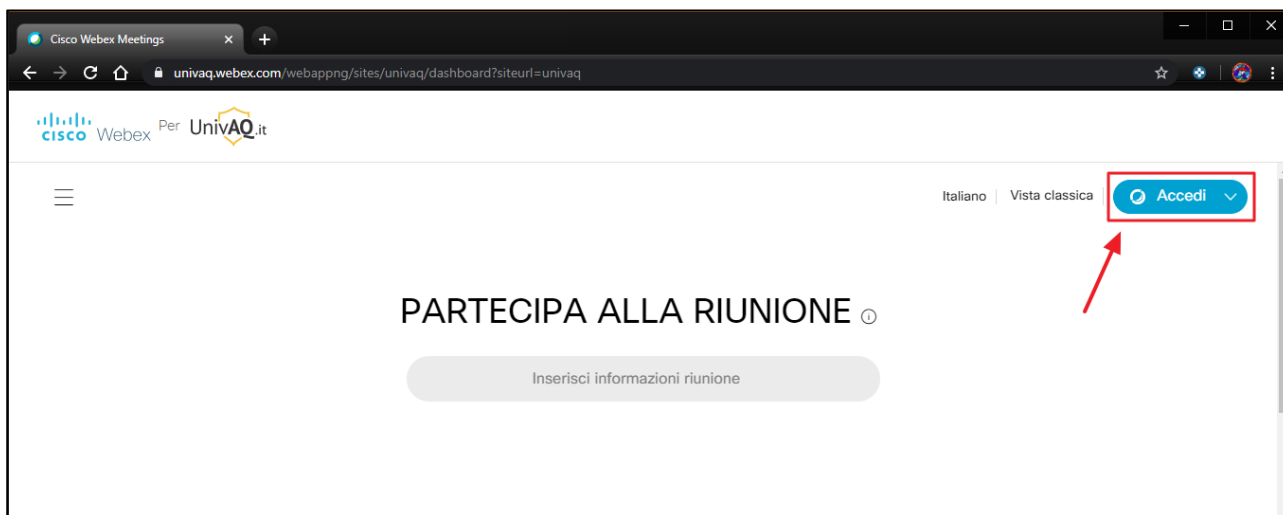 Cisco Webex Meetings
univaq.webex.com/webappng/sites/univaq/dashboard?siteurl=univaq
cisco Webex Per UnivAQ.it
Italiano Vista classica Accedi
PARTECIPA ALLA RIUNIONE
Inserisci informazioni riunione